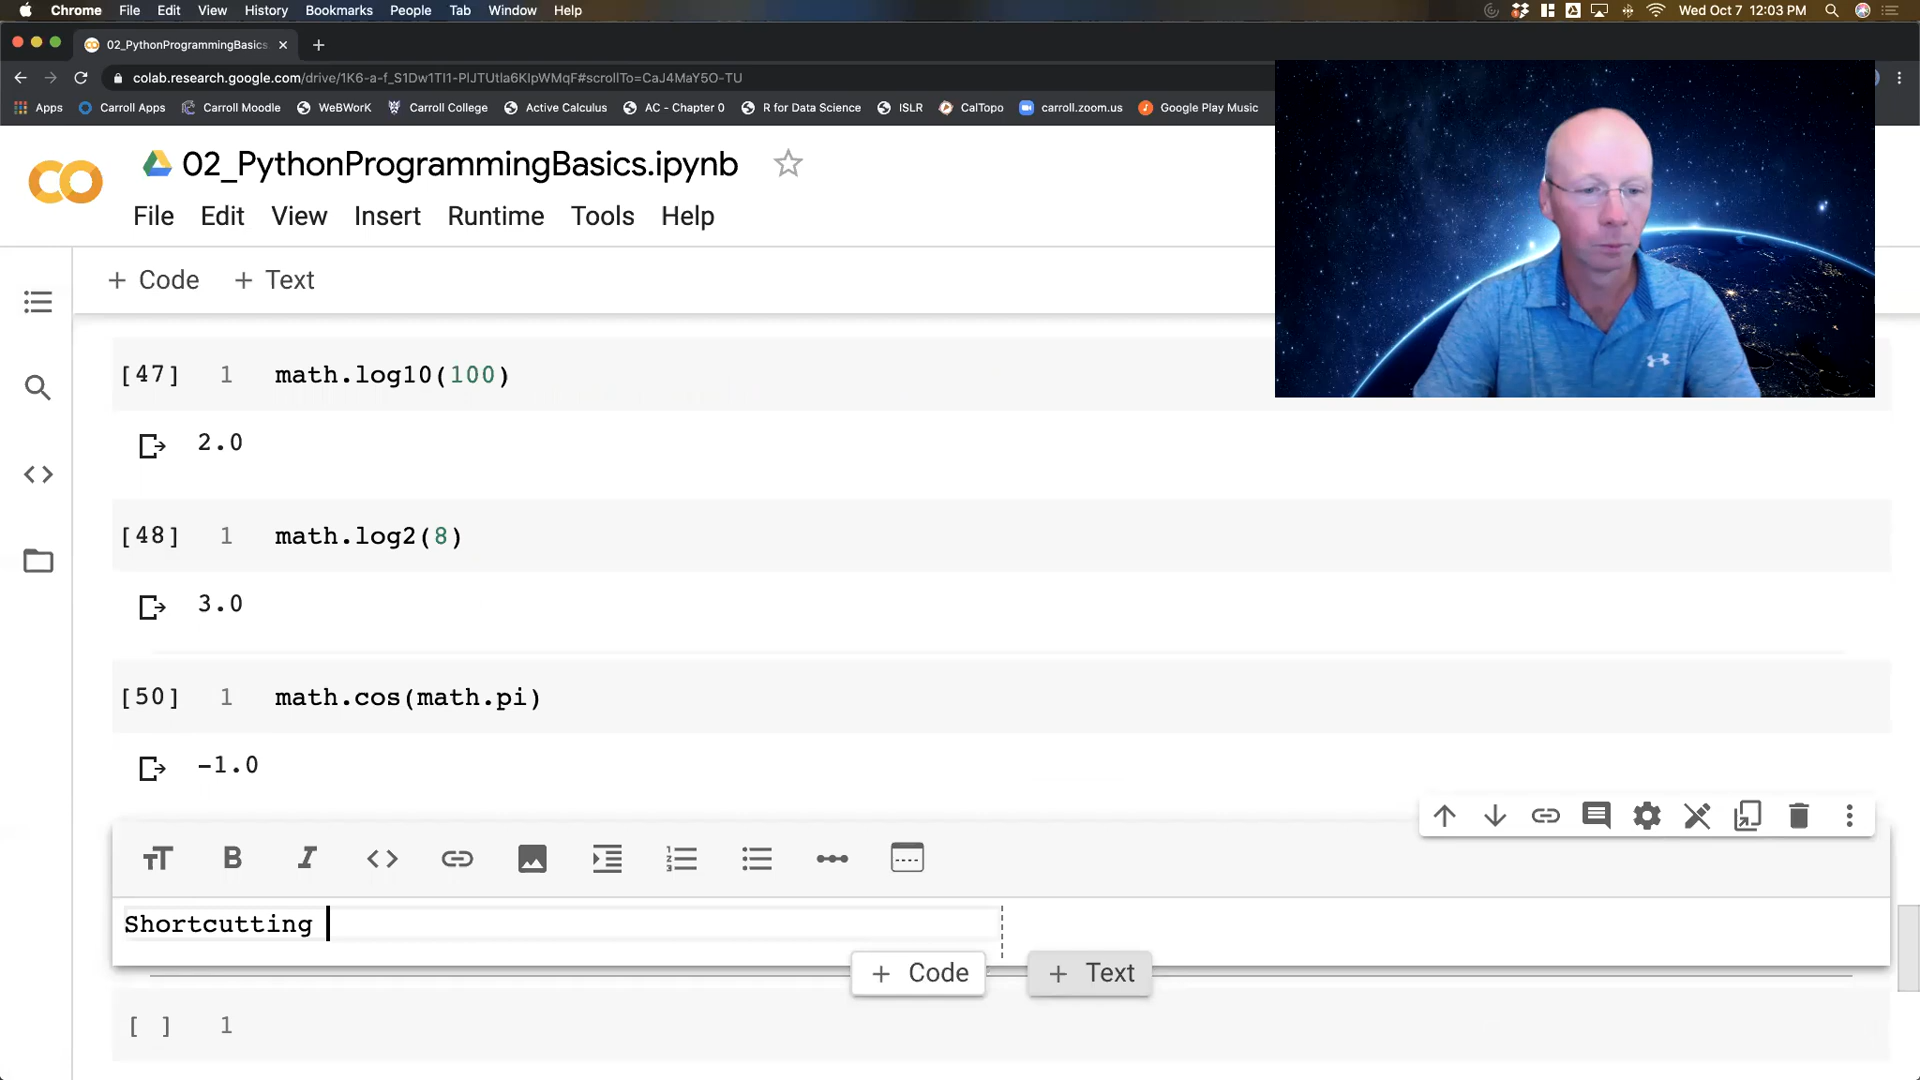 Chrome File Edit View History Bookmarks People Tab Window Help Wed Oct 7 12:03 PM
02_PythonProgrammingBasics.
colab.research.google.com/drive/1K6-a-f_S1Dw1TI1-PIJTUtla6KIpWMqF#scrollTo=CaJ4MaY5O-TU
Apps Carroll Apps Carroll Moodle WeBWorK Carroll College Active Calculus AC - Chapter 0 R for Data Science ISLR CalTopo carroll.zoom.us Google Play Music
CO 02_PythonProgrammingBasics.ipynb
File Edit View Insert Runtime Tools Help
+ Code + Text
[47] 1 math.log10(100)
2.0
[48] 1 math.log2(8)
3.0
[50] 1 math.cos(math.pi)
-1.0
Shortcutting
+ Code + Text
[ ] 1